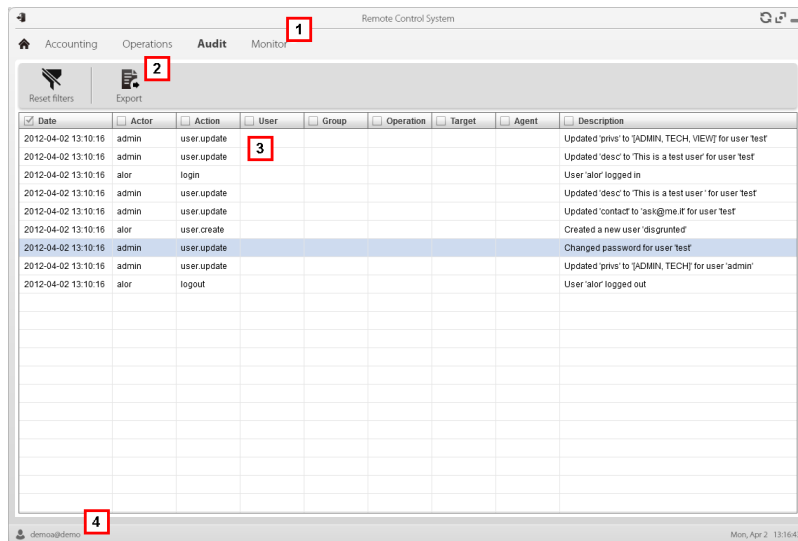 Remote Control System
1
Accounting Operations Audit Monitor
2
Reset filters Export
Date Actor Action User Group Operation Target Agent Description
2012-04-02 13:10:16 admin user.update Updated 'privs' to '[ADMIN, TECH, VIEW]' for user 'test'
3
2012-04-02 13:10:16 admin user.update Updated 'desc' to 'This is a test user' for user 'test'
2012-04-02 13:10:16 alor login User 'alor' logged in
2012-04-02 13:10:16 admin user.update Updated 'desc' to 'This is a test user ' for user 'test'
2012-04-02 13:10:16 admin user.update Updated 'contact' to 'ask@me.it' for user 'test'
2012-04-02 13:10:16 alor user.create Created a new user 'disgrunted'
2012-04-02 13:10:16 admin user.update Changed password for user 'test'
2012-04-02 13:10:16 admin user.update Updated 'privs' to '[ADMIN, TECH]' for user 'admin'
2012-04-02 13:10:16 alor logout User 'alor' logged out
4
demoa@demo Mon, Apr 2 13:16:4